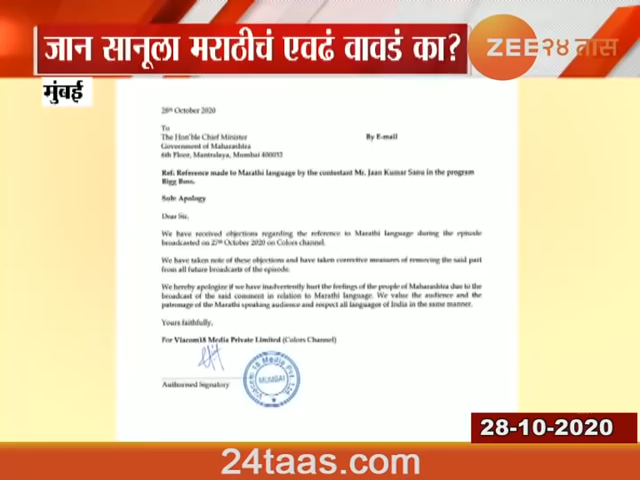 जान सानूला मराठीचं एवढं वावडं का?
ZEE २४ तास
मुंबई
28th October 2020
To
The Hon'ble Chief Minister
By E-mail
Government of Maharashtra
6th Floor, Mantralaya, Mumbai 400032
Ref: Reference made to Marathi language by the contestant Mr. Jaan Kumar Sanu in the program
Bigg Boss.
Sub: Apology
Dear Sir,
We have received objections regarding the reference to Marathi language during the episode
broadcasted on 27th October 2020 on Colors channel.
We have taken note of these objections and have taken corrective measures of removing the said part
from all future broadcasts of the episode.
We hereby apologize if we have inadvertently hurt the feelings of the people of Maharashtra due to the
broadcast of the said comment in relation to Marathi language. We value the audience and the
patronage of the Marathi speaking audience and respect all languages of India in the same manner.
Yours faithfully,
For Viacom18 Media Private Limited (Colors Channel)
Viacom 18 Media Pvt. Ltd.
MUMBAI
Authorised Signatory
28-10-2020
24taas.com